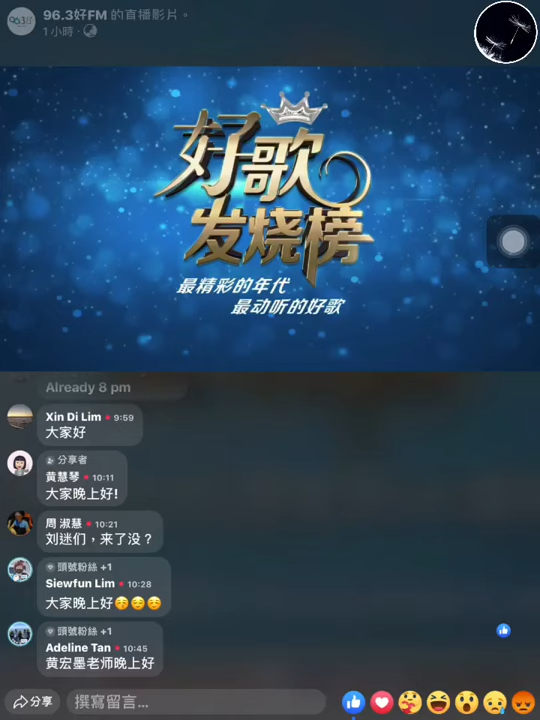 96.3好FM 的直播影片。
1 小時 ·
好歌
发烧榜
最精彩的年代
最动听的好歌
Already 8 pm
Xin Di Lim • 9:59
大家好
分享者
黄慧琴 • 10:11
大家晚上好!
周 淑慧 • 10:21
刘迷们，来了没？
頭號粉絲 +1
Siewfun Lim • 10:28
大家晚上好😚😚😚
頭號粉絲 +1
Adeline Tan • 10:45
黄宏墨老师晚上好
分享
撰寫留言...